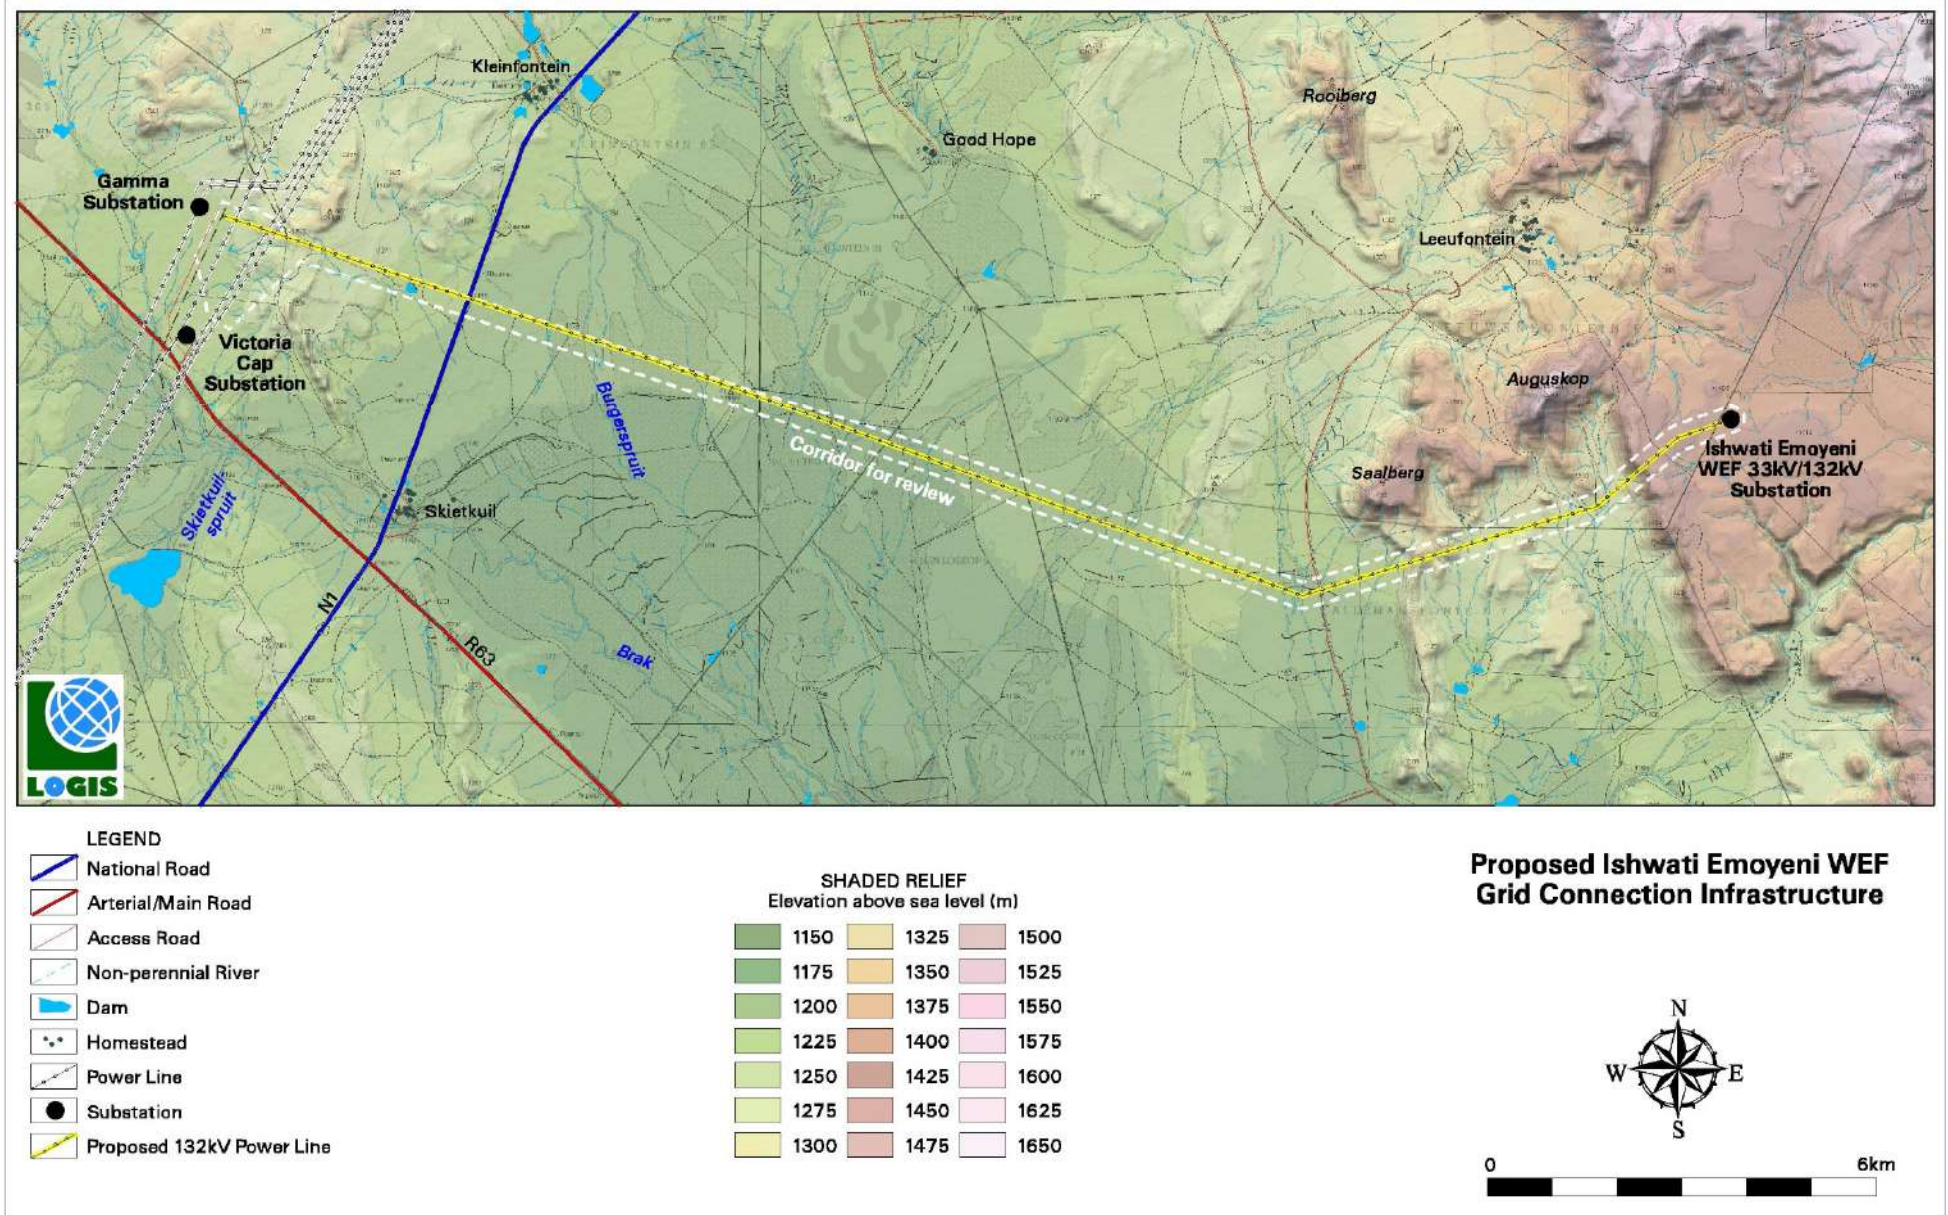 Kleinfontein
Rooiberg
Good Hope
Gamma
Substation
Leeufontein
Victoria
Cap
Substation
Burgerspruit
Auguskop
Corridor for review
Saalberg
Ishwati Emoyeni
WEF 33kV/132kV
Substation
Skietkuil-
spruit
Skietkuil
N1
R63
Brak
LOGIS
LEGEND
National Road
Arterial/Main Road
Access Road
Non-perennial River
Dam
Homestead
Power Line
Substation
Proposed 132kV Power Line
SHADED RELIEF
Elevation above sea level (m)
1150 1325 1500
1175 1350 1525
1200 1375 1550
1225 1400 1575
1250 1425 1600
1275 1450 1625
1300 1475 1650
Proposed Ishwati Emoyeni WEF
Grid Connection Infrastructure
N
W E
S
0 6km